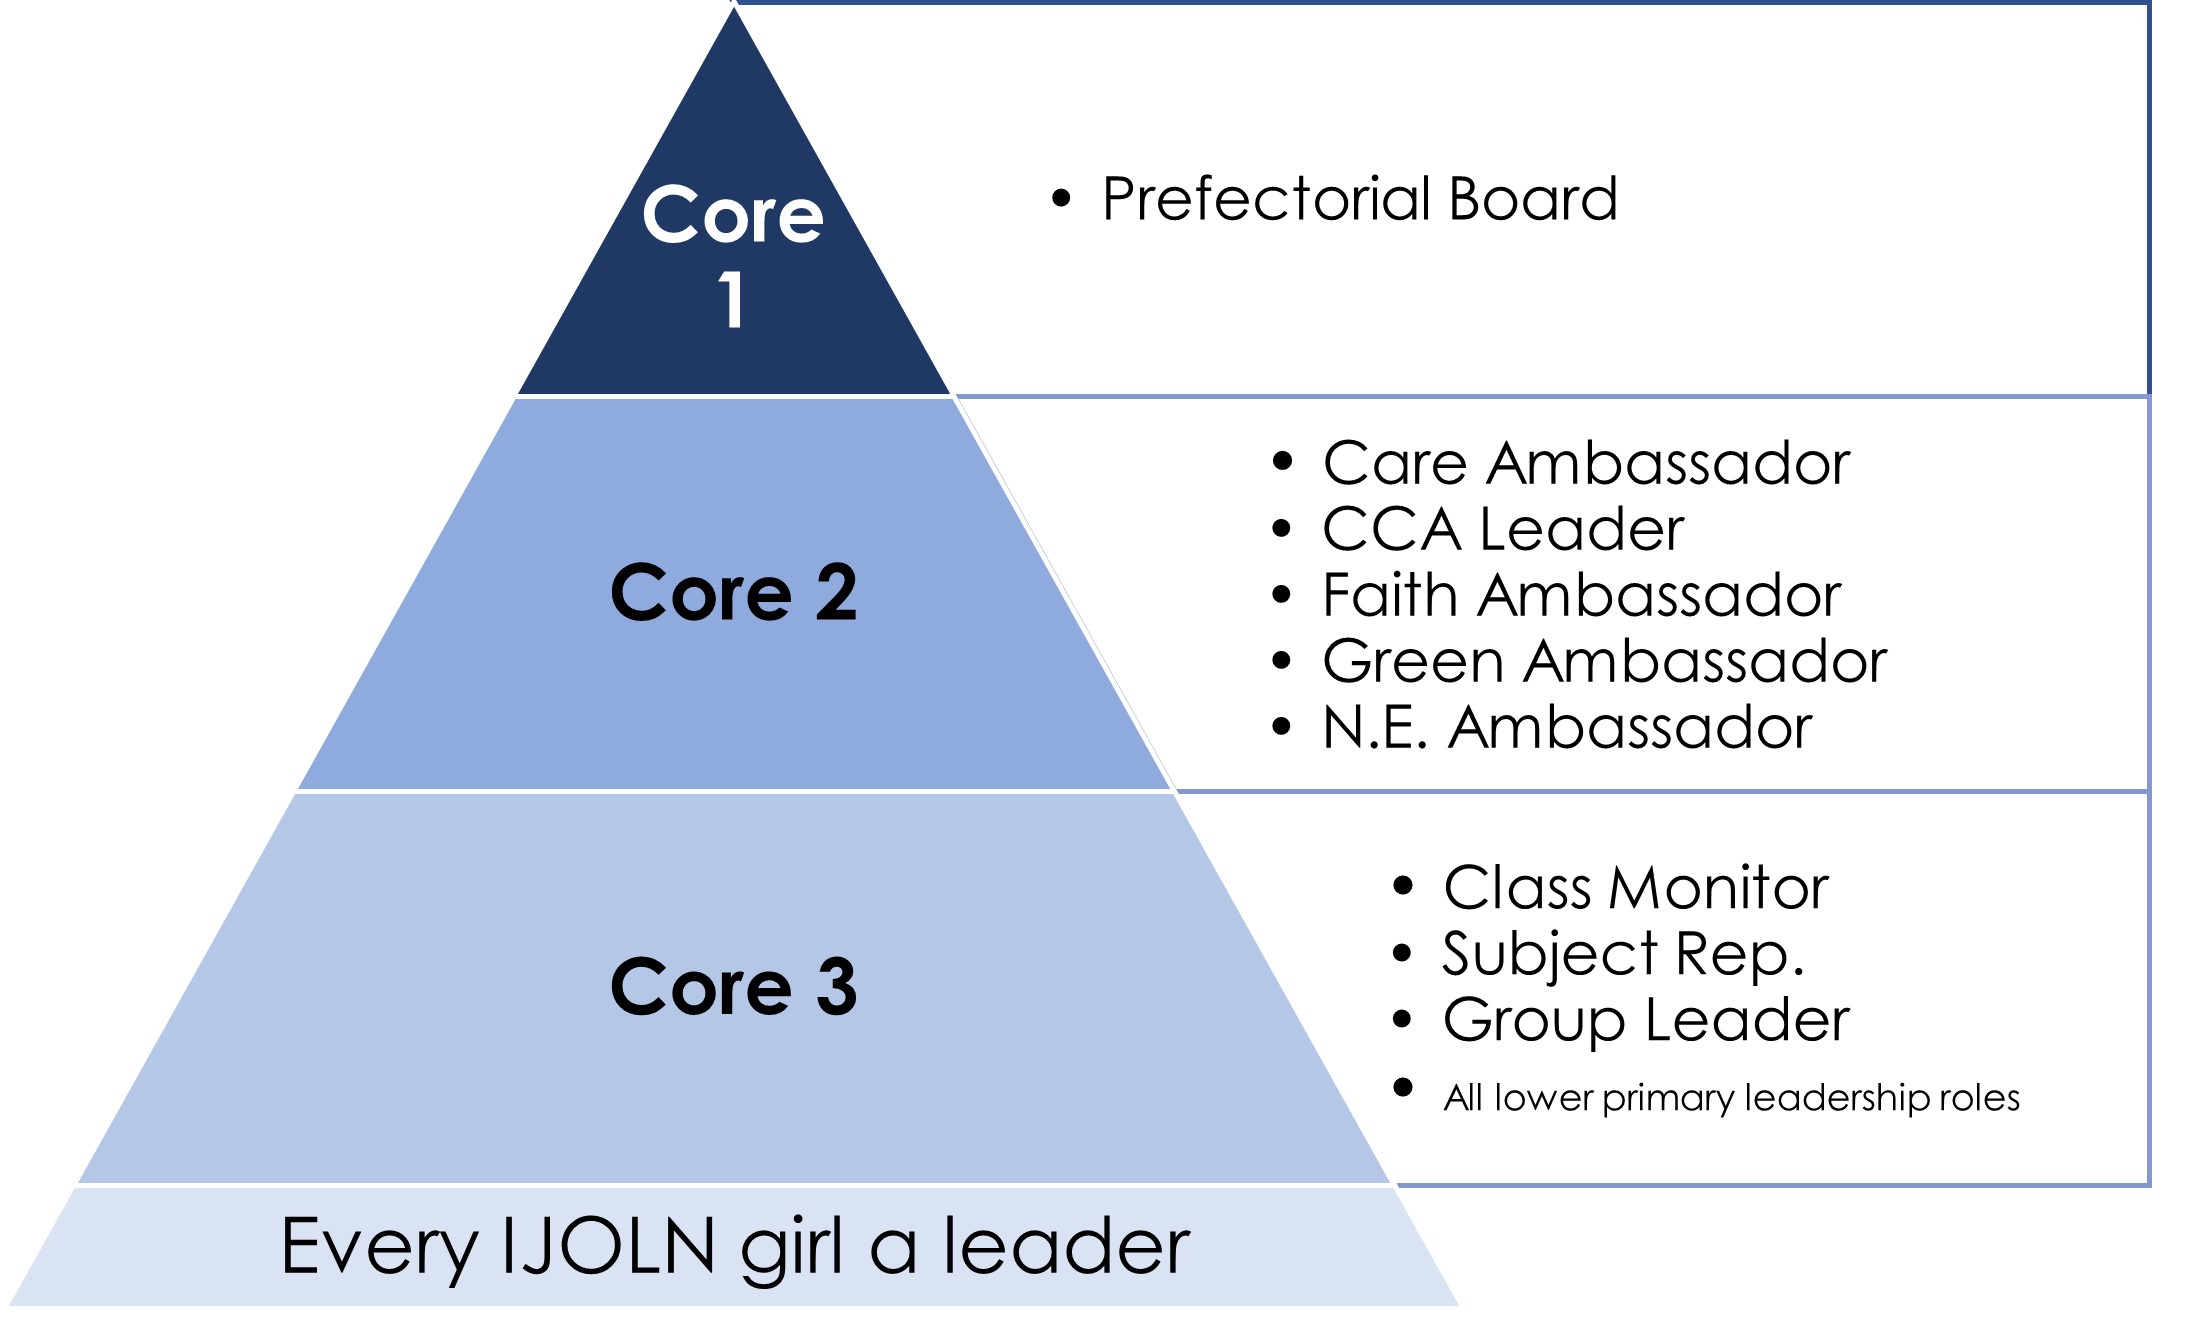 Core
1
• Prefectorial Board
Core 2
• Care Ambassador
• CCA Leader
• Faith Ambassador
• Green Ambassador
• N.E. Ambassador
Core 3
• Class Monitor
• Subject Rep.
• Group Leader
• All lower primary leadership roles
Every IJOLN girl a leader